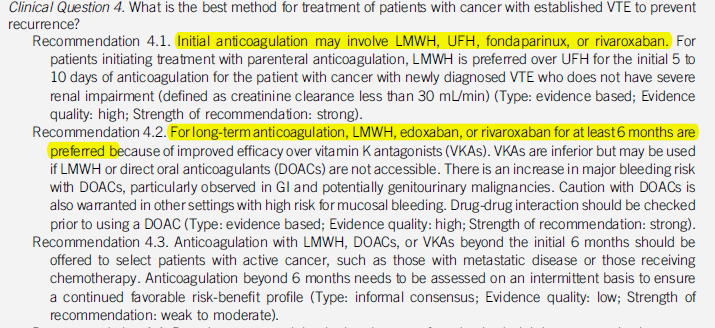 Clinical Question 4. What is the best method for treatment of patients with cancer with established VTE to prevent
recurrence?
Recommendation 4.1. Initial anticoagulation may involve LMWH, UFH, fondaparinux, or rivaroxaban. For
patients initiating treatment with parenteral anticoagulation, LMWH is preferred over UFH for the initial 5 to
10 days of anticoagulation for the patient with cancer with newly diagnosed VTE who does not have severe
renal impairment (defined as creatinine clearance less than 30 mL/min) (Type: evidence based; Evidence
quality: high; Strength of recommendation: strong).
Recommendation 4.2. For long-term anticoagulation, LMWH, edoxaban, or rivaroxaban for at least 6 months are
preferred because of improved efficacy over vitamin K antagonists (VKAs). VKAs are inferior but may be used
if LMWH or direct oral anticoagulants (DOACs) are not accessible. There is an increase in major bleeding risk
with DOACs, particularly observed in GI and potentially genitourinary malignancies. Caution with DOACs is
also warranted in other settings with high risk for mucosal bleeding. Drug-drug interaction should be checked
prior to using a DOAC (Type: evidence based; Evidence quality: high; Strength of recommendation: strong).
Recommendation 4.3. Anticoagulation with LMWH, DOACs, or VKAs beyond the initial 6 months should be
offered to select patients with active cancer, such as those with metastatic disease or those receiving
chemotherapy. Anticoagulation beyond 6 months needs to be assessed on an intermittent basis to ensure
a continued favorable risk-benefit profile (Type: informal consensus; Evidence quality: low; Strength of
recommendation: weak to moderate).